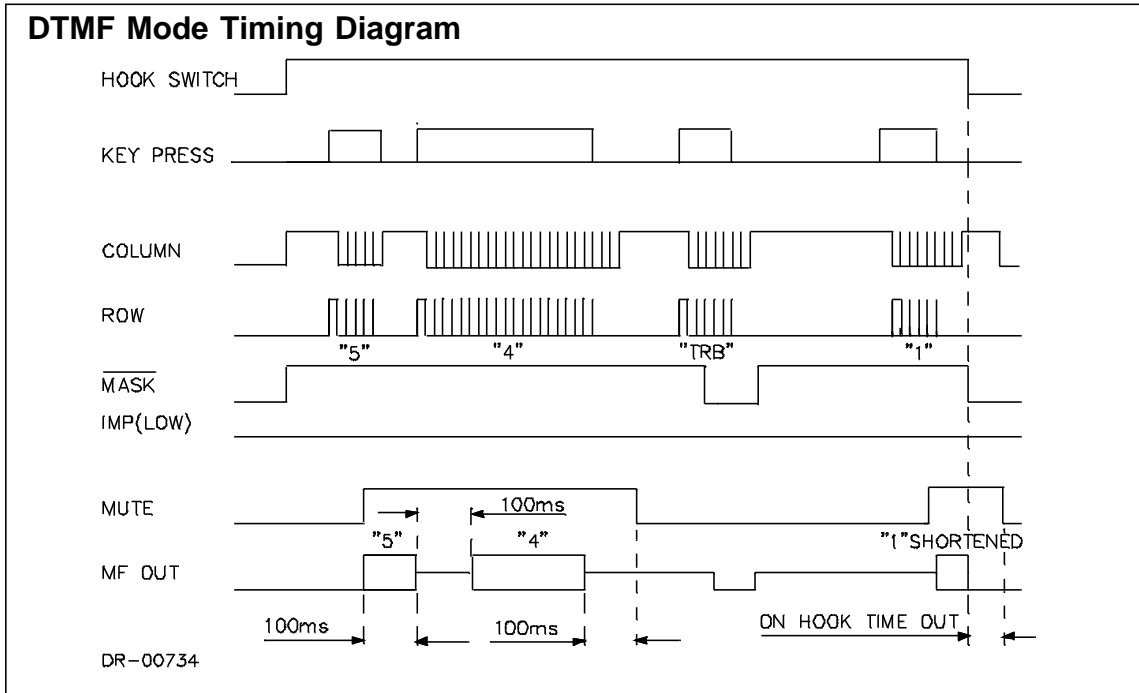 DTMF Mode Timing Diagram
HOOK SWITCH
KEY PRESS
COLUMN
ROW
"5" "4" "TRB" "1"
MASK
IMP(LOW)
MUTE
100ms
"5" "4" "1"SHORTENED
MF OUT
100ms 100ms ON HOOK TIME OUT
DR-00734